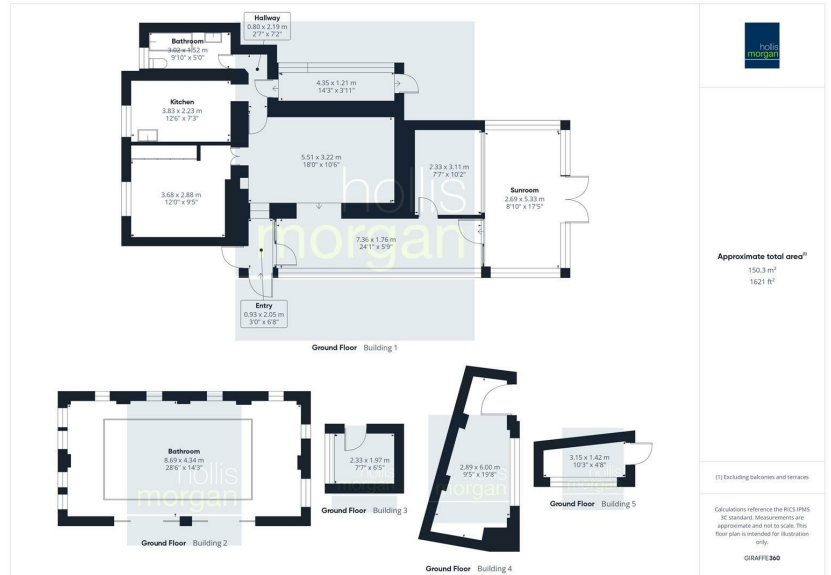 Hallway
0.80 x 2.19 m
2'7" x 7'2"
Bathroom
3.02 x 1.52 m
9'10" x 5'0"
4.35 x 1.21 m
14'3" x 3'11"
Kitchen
3.83 x 2.23 m
12'6" x 7'3"
5.51 x 3.22 m
18'0" x 10'6"
2.33 x 3.11 m
7'7" x 10'2"
3.68 x 2.88 m
12'0" x 9'5"
Sunroom
2.69 x 5.33 m
8'10" x 17'5"
hollis
morgan
7.36 x 1.76 m
24'1" x 5'9"
Entry
0.93 x 2.05 m
3'0" x 6'8"
Ground Floor Building 1
Bathroom
8.69 x 4.34 m
28'6" x 14'3"
hollis
morgan
Ground Floor Building 2
2.33 x 1.97 m
7'7" x 6'5"
hollis
morgan
Ground Floor Building 3
2.89 x 6.00 m
9'5" x 19'8"
hollis
morgan
Ground Floor Building 4
3.15 x 1.42 m
10'3" x 4'8"
Ground Floor Building 5
hollis
morgan
Approximate total area(1)
150.3 m²
1621 ft²
(1) Excluding balconies and terraces
Calculations reference the RICS IPMS
3C standard. Measurements are
approximate and not to scale. This
floor plan is intended for illustration
only.
GIRAFFE360